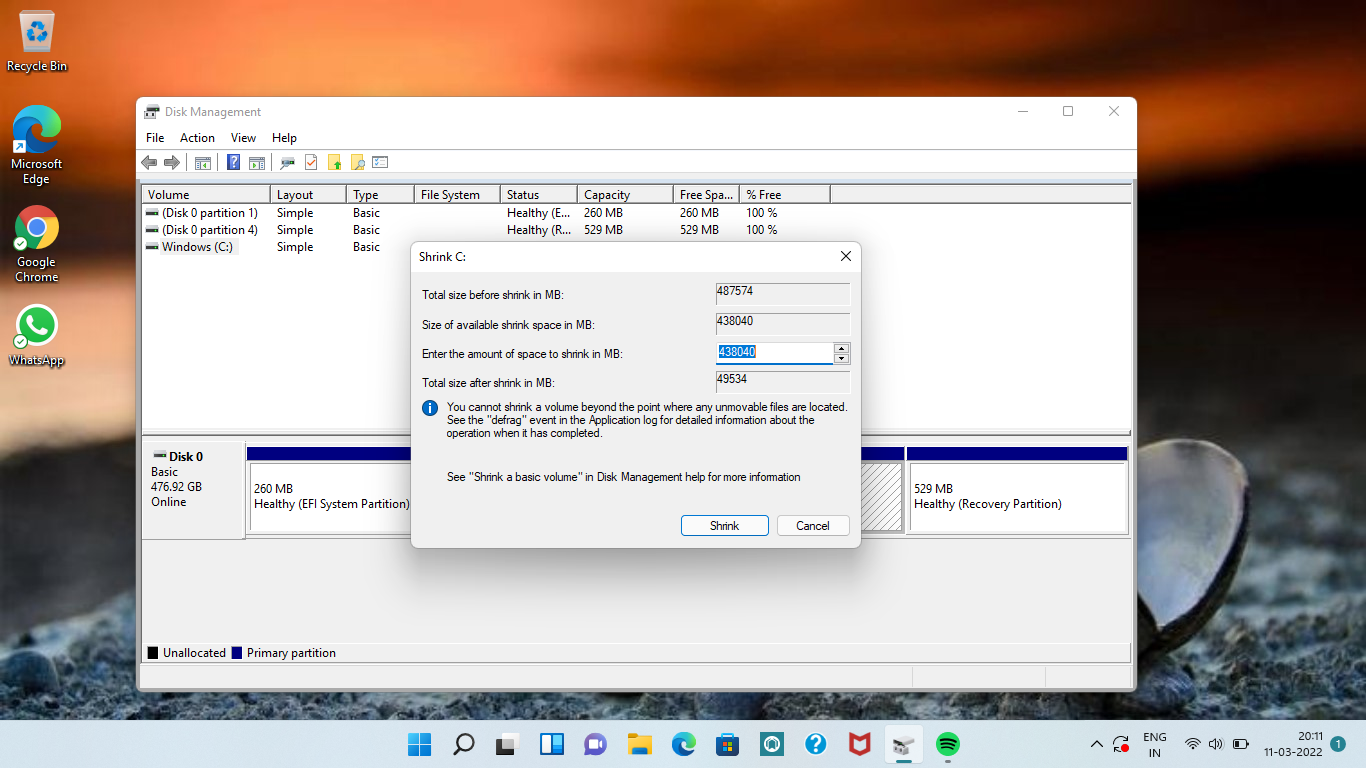 Recycle Bin
Microsoft
Edge
Google
Chrome
WhatsApp
Disk Management
File Action View Help
Volume Layout Type File System Status Capacity Free Spa... % Free
(Disk 0 partition 1) Simple Basic Healthy (E... 260 MB 260 MB 100 %
(Disk 0 partition 4) Simple Basic Healthy (R... 529 MB 529 MB 100 %
Windows (C:) Simple Basic
Shrink C:
Total size before shrink in MB: 487574
Size of available shrink space in MB: 438040
Enter the amount of space to shrink in MB: 438040
Total size after shrink in MB: 49534
You cannot shrink a volume beyond the point where any unmovable files are located.
See the "defrag" event in the Application log for detailed information about the
operation when it has completed.
See "Shrink a basic volume" in Disk Management help for more information
Shrink Cancel
Disk 0
Basic
476.92 GB
Online
260 MB
Healthy (EFI System Partition)
529 MB
Healthy (Recovery Partition)
Unallocated Primary partition
ENG
IN
20:11
11-03-2022
1